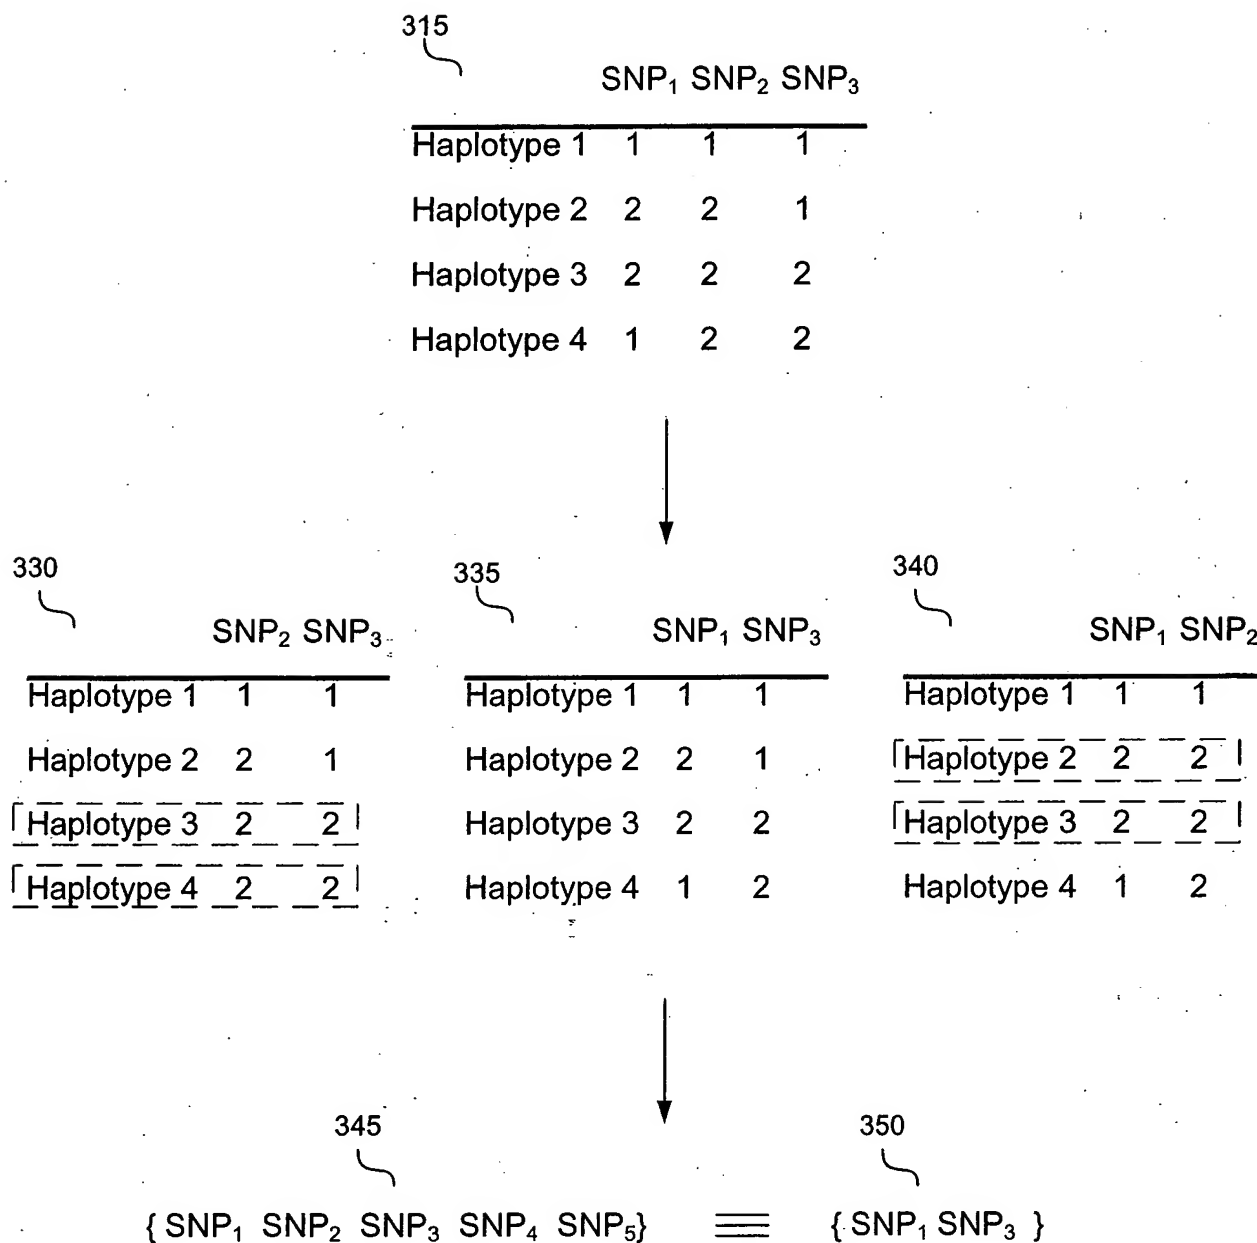 315
SNP₁ SNP₂ SNP₃
Haplotype 1 1 1 1
Haplotype 2 2 2 1
Haplotype 3 2 2 2
Haplotype 4 1 2 2
330
SNP₂ SNP₃
Haplotype 1 1 1
Haplotype 2 2 1
Haplotype 3 2 2
Haplotype 4 2 2
335
SNP₁ SNP₃
Haplotype 1 1 1
Haplotype 2 2 1
Haplotype 3 2 2
Haplotype 4 1 2
340
SNP₁ SNP₂
Haplotype 1 1 1
Haplotype 2 2 2
Haplotype 3 2 2
Haplotype 4 1 2
345 350
{ SNP₁ SNP₂ SNP₃ SNP₄ SNP₅} ≡ { SNP₁ SNP₃ }